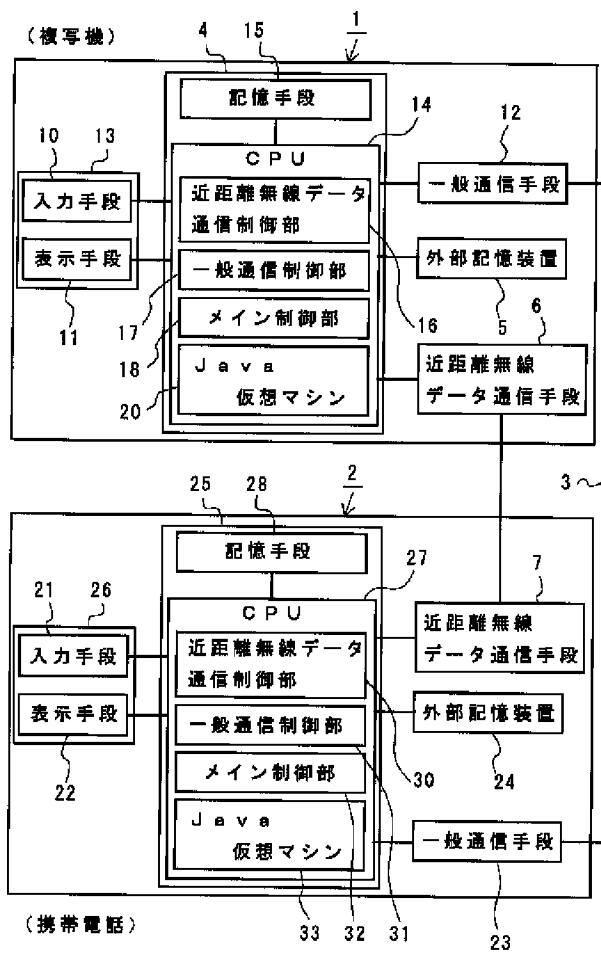 (複写機)
1
4
15
記憶手段
14
CPU
10
13
12
入力手段
近距離無線データ
通信制御部
一般通信手段
表示手段
一般通信制御部
外部記憶装置
11
17
16
5
6
メイン制御部
18
近距離無線
データ通信手段
Java
仮想マシン
20
3
2
25
28
記憶手段
27
7
CPU
21
26
近距離無線
データ通信手段
入力手段
近距離無線データ
通信制御部
表示手段
一般通信制御部
外部記憶装置
22
30
24
メイン制御部
Java
仮想マシン
一般通信手段
33
32
31
23
(携帯電話)